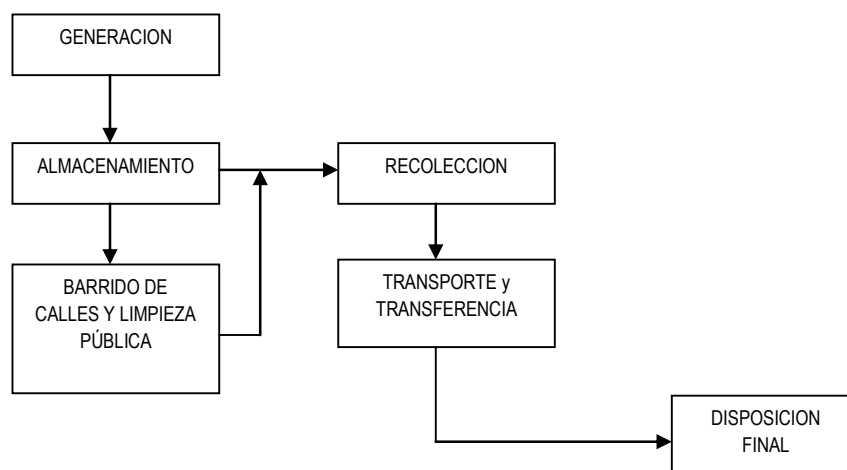 GENERACION
ALMACENAMIENTO
RECOLECCION
BARRIDO DE
CALLES Y LIMPIEZA
PÚBLICA
TRANSPORTE y
TRANSFERENCIA
DISPOSICION
FINAL